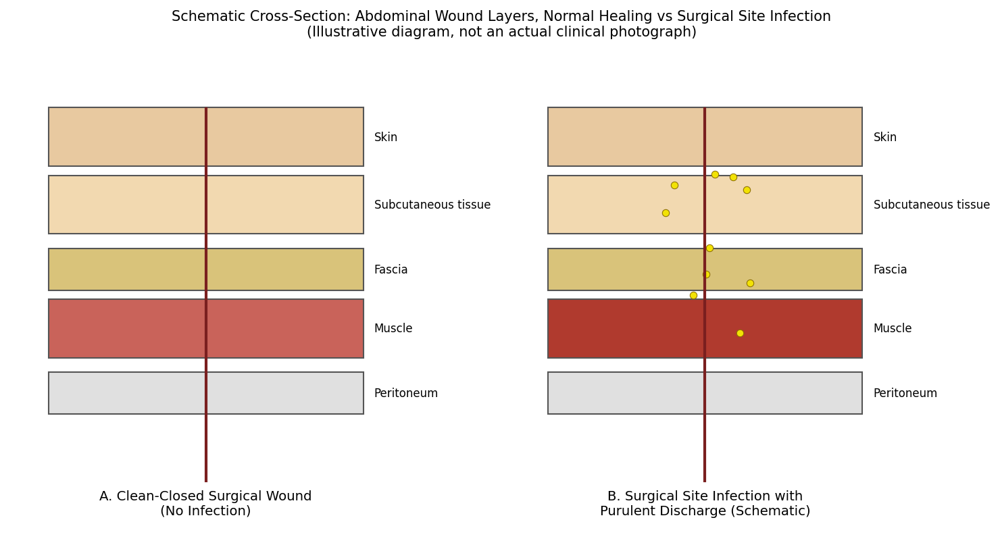 Schematic Cross-Section: Abdominal Wound Layers, Normal Healing vs Surgical Site Infection
(Illustrative diagram, not an actual clinical photograph)
Skin
Subcutaneous tissue
Fascia
Muscle
Peritoneum
A. Clean-Closed Surgical Wound
(No Infection)
Skin
Subcutaneous tissue
Fascia
Muscle
Peritoneum
B. Surgical Site Infection with
Purulent Discharge (Schematic)